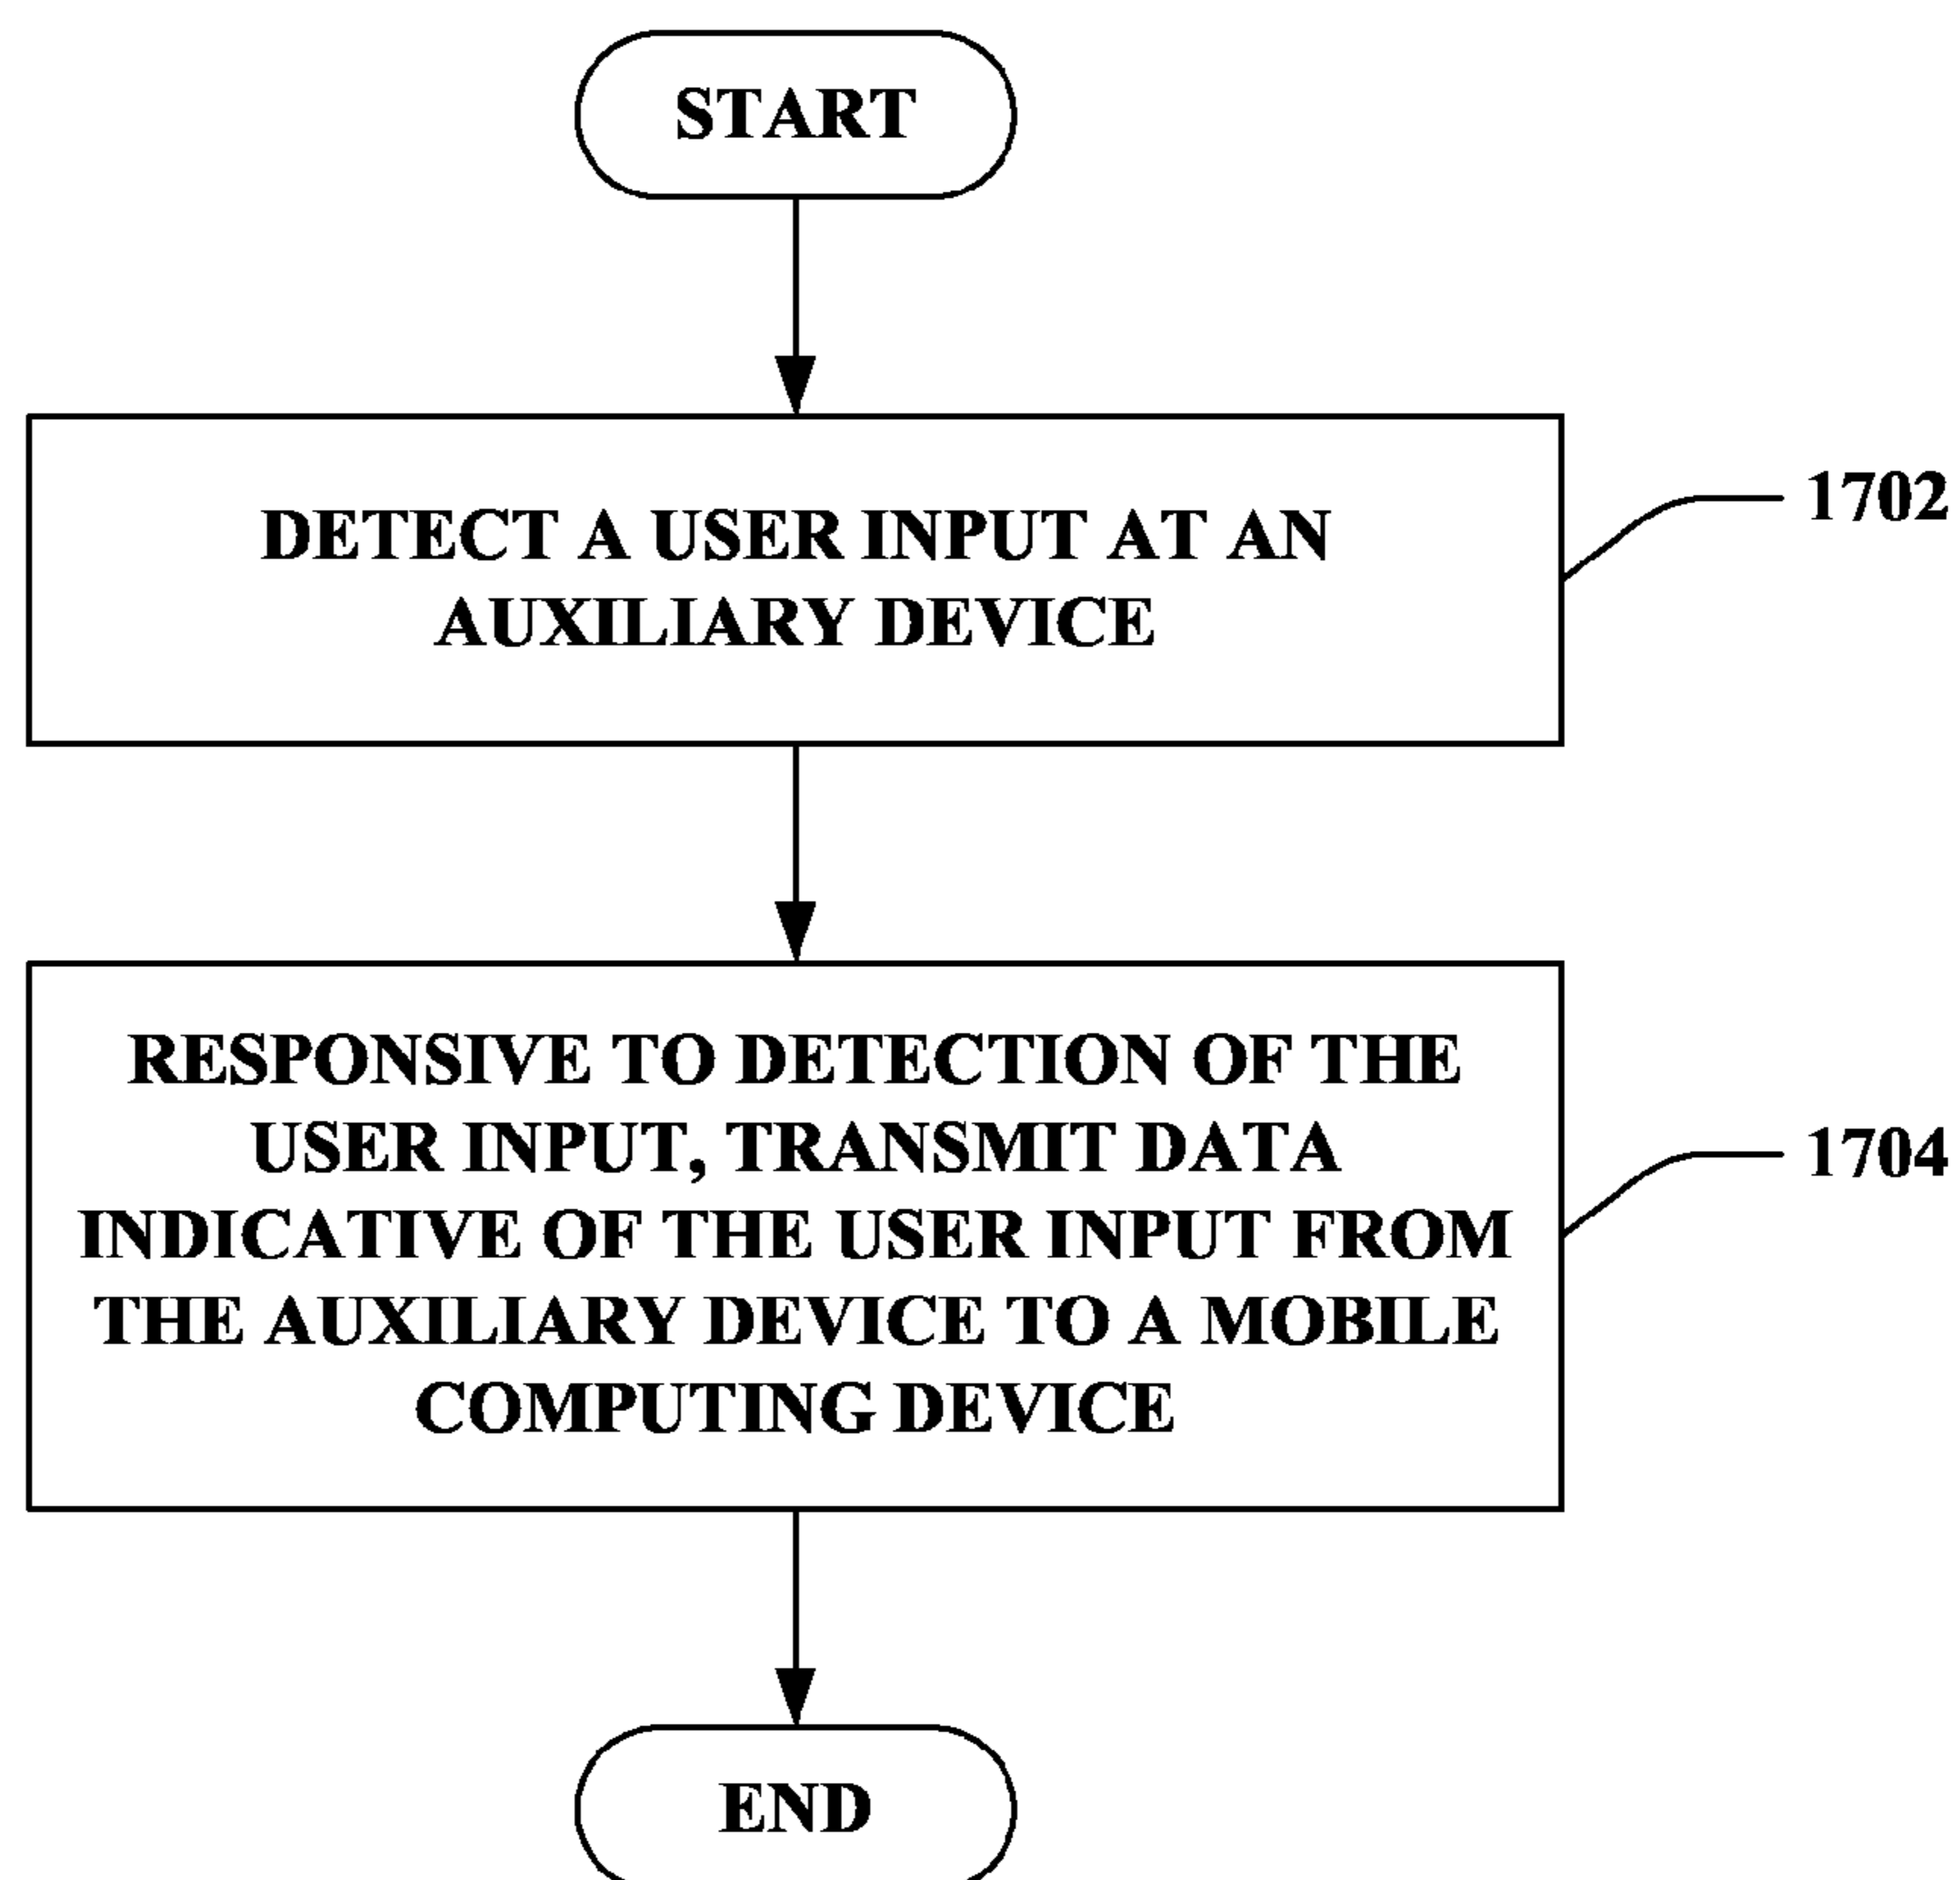 START
DETECT A USER INPUT AT AN
AUXILIARY DEVICE
1702
RESPONSIVE TO DETECTION OF THE
USER INPUT, TRANSMIT DATA
INDICATIVE OF THE USER INPUT FROM
THE AUXILIARY DEVICE TO A MOBILE
COMPUTING DEVICE
1704
END